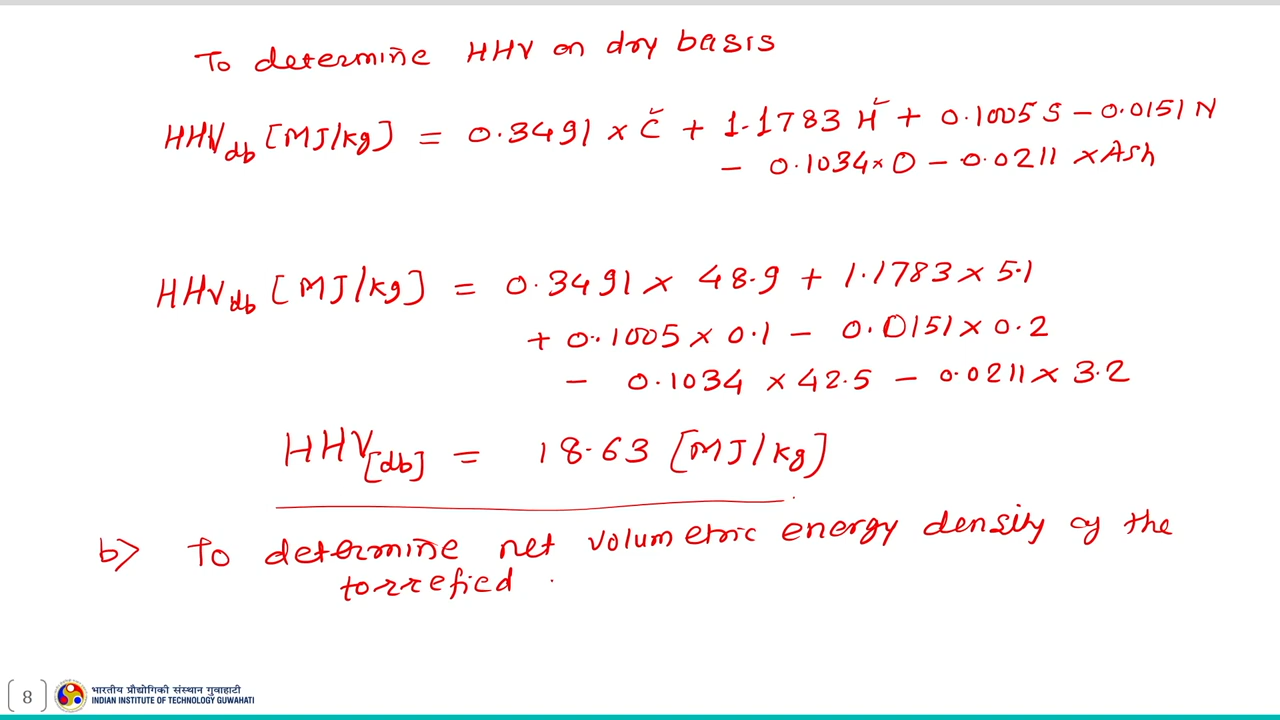 To determine HHV on dry basis
HHVdb [MJ/kg] = 0.3491 x C + 1.1783 H + 0.1005 S - 0.0151 N
- 0.1034 x O - 0.0211 x Ash
HHVdb [MJ/kg] = 0.3491 x 48.9 + 1.1783 x 5.1
+ 0.1005 x 0.1 - 0.0151 x 0.2
- 0.1034 x 42.5 - 0.0211 x 3.2
HHV[db] = 18.63 [MJ/kg]
b> To determine net volumetric energy density of the
torrefied
8
भारतीय प्रौद्योगिकी संस्थान गुवाहाटी
INDIAN INSTITUTE OF TECHNOLOGY GUWAHATI